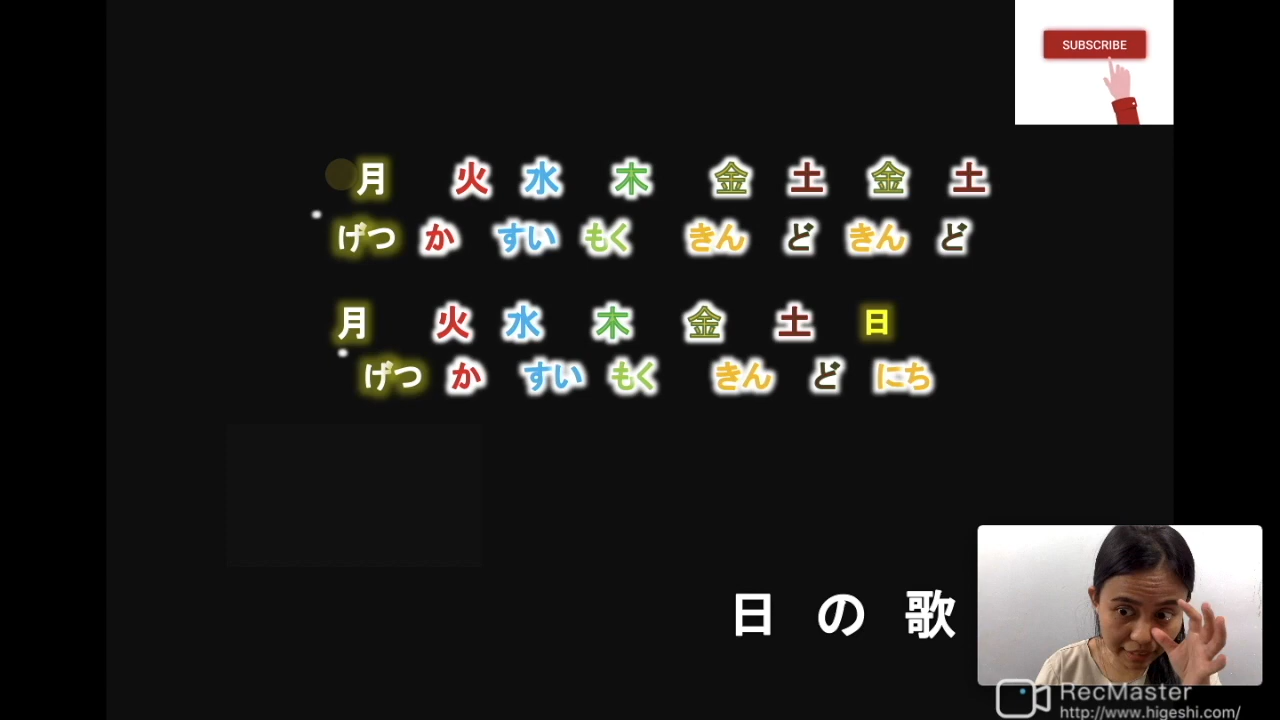 SUBSCRIBE
月 火 水 木 金 土 金 土
げつ か すい もく きん ど きん ど
月 火 水 木 金 土 日
げつ か すい もく きん ど にち
日 の 歌
RecMaster
http://www.higeshi.com/